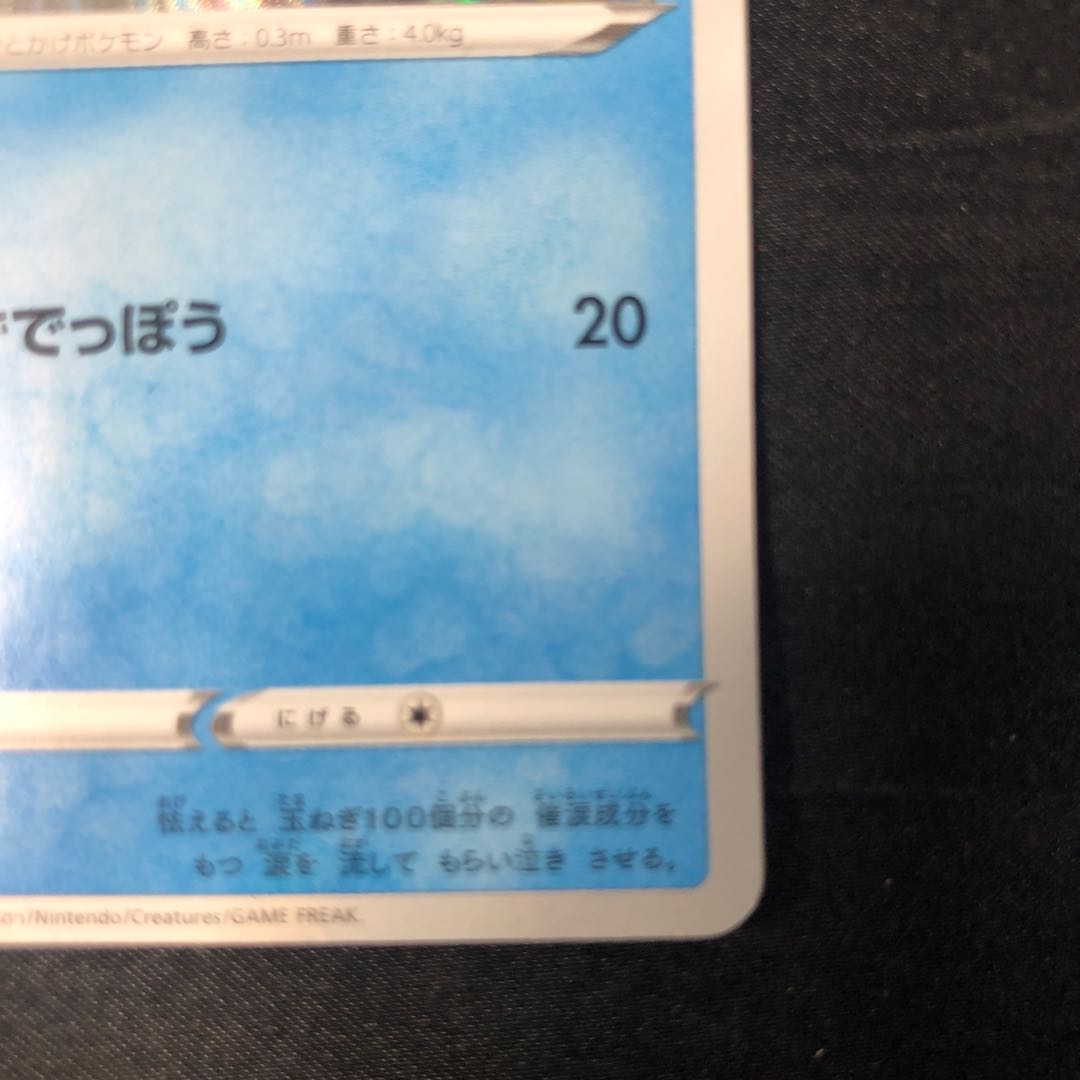 とかげポケモン 高さ：0.3m 重さ：4.0kg
でっぽう 20
にげる
怯えると 玉ねぎ100個分の 催涙成分を
もつ 涙を 流して もらい泣き させる。
/Nintendo/Creatures/GAME FREAK.